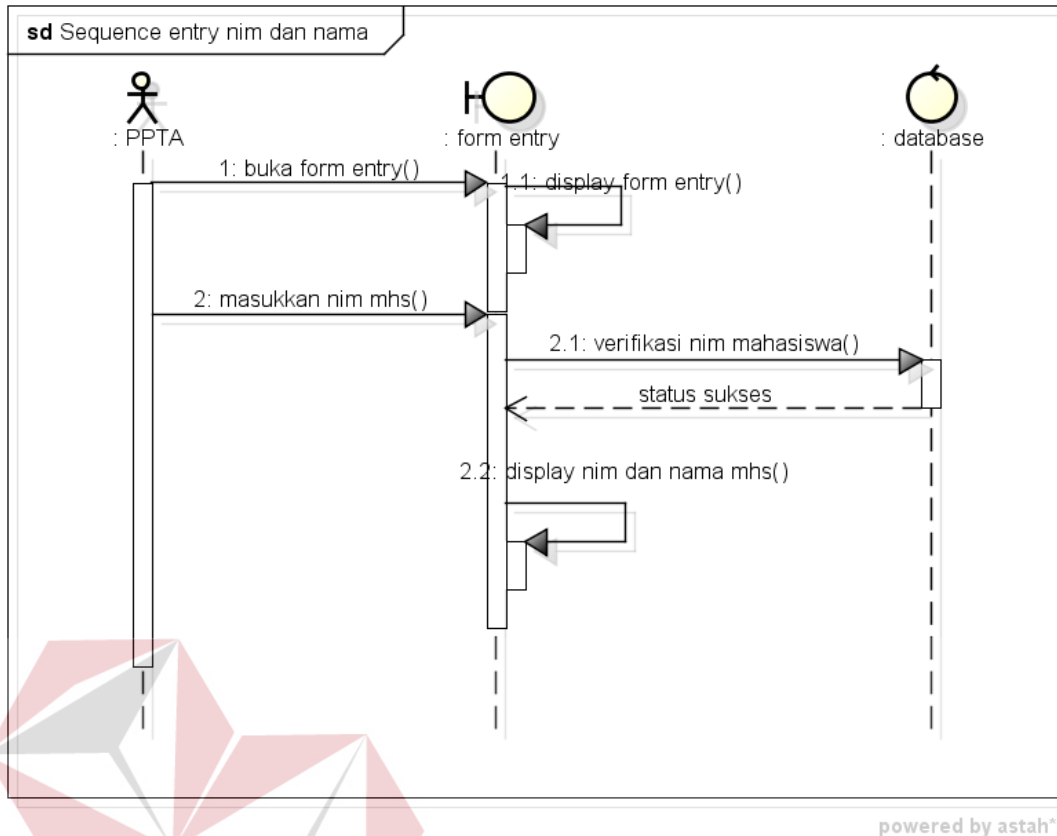 sd Sequence entry nim dan nama
: PPTA
: form entry
: database
1: buka form entry()
1.1: display form entry()
2: masukkan nim mhs()
2.1: verifikasi nim mahasiswa()
status sukses
2.2: display nim dan nama mhs()
powered by astah*